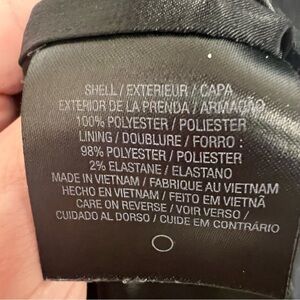 SHELL / EXTERIEUR / CAPA
EXTERIOR DE LA PRENDA / ARMAÇÃO
100% POLYESTER / POLIESTER
LINING / DOUBLURE / FORRO :
98% POLYESTER / POLIESTER
2% ELASTANE / ELASTANO
MADE IN VIETNAM / FABRIQUE AU VIETNAM
HECHO EN VIETNAM / FEITO EM VIETNÃ
CARE ON REVERSE / VOIR VERSO /
CUIDADO AL DORSO / CUIDE EM CONTRÁRIO